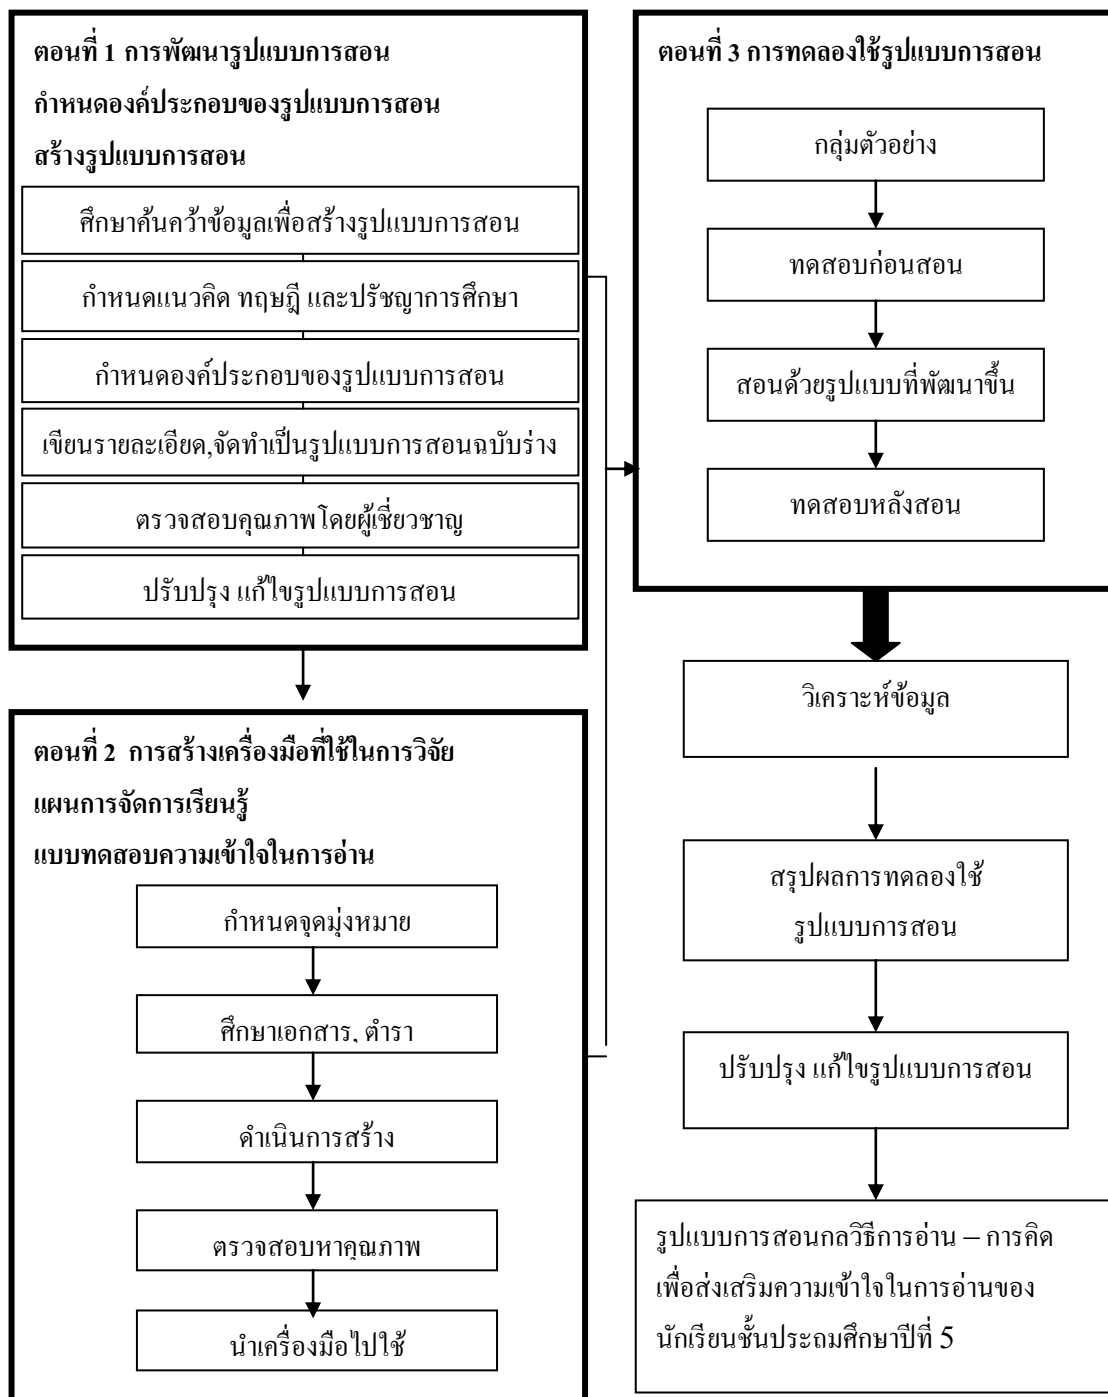 ตอนที่ 1 การพัฒนารูปแบบการสอน
กำหนดองค์ประกอบของรูปแบบการสอน
สร้างรูปแบบการสอน
ศึกษาค้นคว้าข้อมูลเพื่อสร้างรูปแบบการสอน
กำหนดแนวคิด ทฤษฎี และปรัชญาการศึกษา
กำหนดองค์ประกอบของรูปแบบการสอน
เขียนรายละเอียด,จัดทำเป็นรูปแบบการสอนฉบับร่าง
ตรวจสอบคุณภาพโดยผู้เชี่ยวชาญ
ปรับปรุง แก้ไขรูปแบบการสอน
ตอนที่ 2 การสร้างเครื่องมือที่ใช้ในการวิจัย
แผนการจัดการเรียนรู้
แบบทดสอบความเข้าใจในการอ่าน
กำหนดจุดมุ่งหมาย
ศึกษาเอกสาร, ตำรา
ดำเนินการสร้าง
ตรวจสอบหาคุณภาพ
นำเครื่องมือไปใช้
ตอนที่ 3 การทดลองใช้รูปแบบการสอน
กลุ่มตัวอย่าง
ทดสอบก่อนสอน
สอนด้วยรูปแบบที่พัฒนาขึ้น
ทดสอบหลังสอน
วิเคราะห์ข้อมูล
สรุปผลการทดลองใช้
รูปแบบการสอน
ปรับปรุง แก้ไขรูปแบบการสอน
รูปแบบการสอนกลวิธีการอ่าน – การคิด
เพื่อส่งเสริมความเข้าใจในการอ่านของ
นักเรียนชั้นประถมศึกษาปีที่ 5